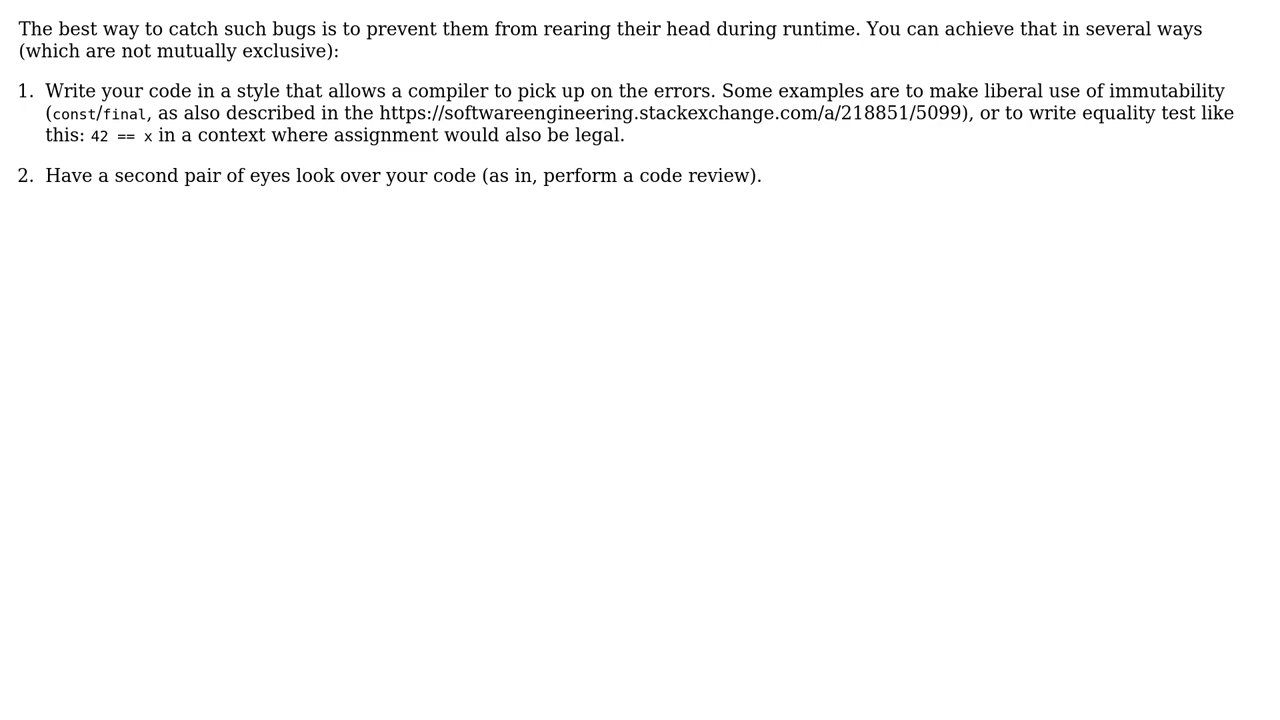 The best way to catch such bugs is to prevent them from rearing their head during runtime. You can achieve that in several ways
(which are not mutually exclusive):
1. Write your code in a style that allows a compiler to pick up on the errors. Some examples are to make liberal use of immutability
(const/final, as also described in the https://softwareengineering.stackexchange.com/a/218851/5099), or to write equality test like
this: 42 == x in a context where assignment would also be legal.
2. Have a second pair of eyes look over your code (as in, perform a code review).